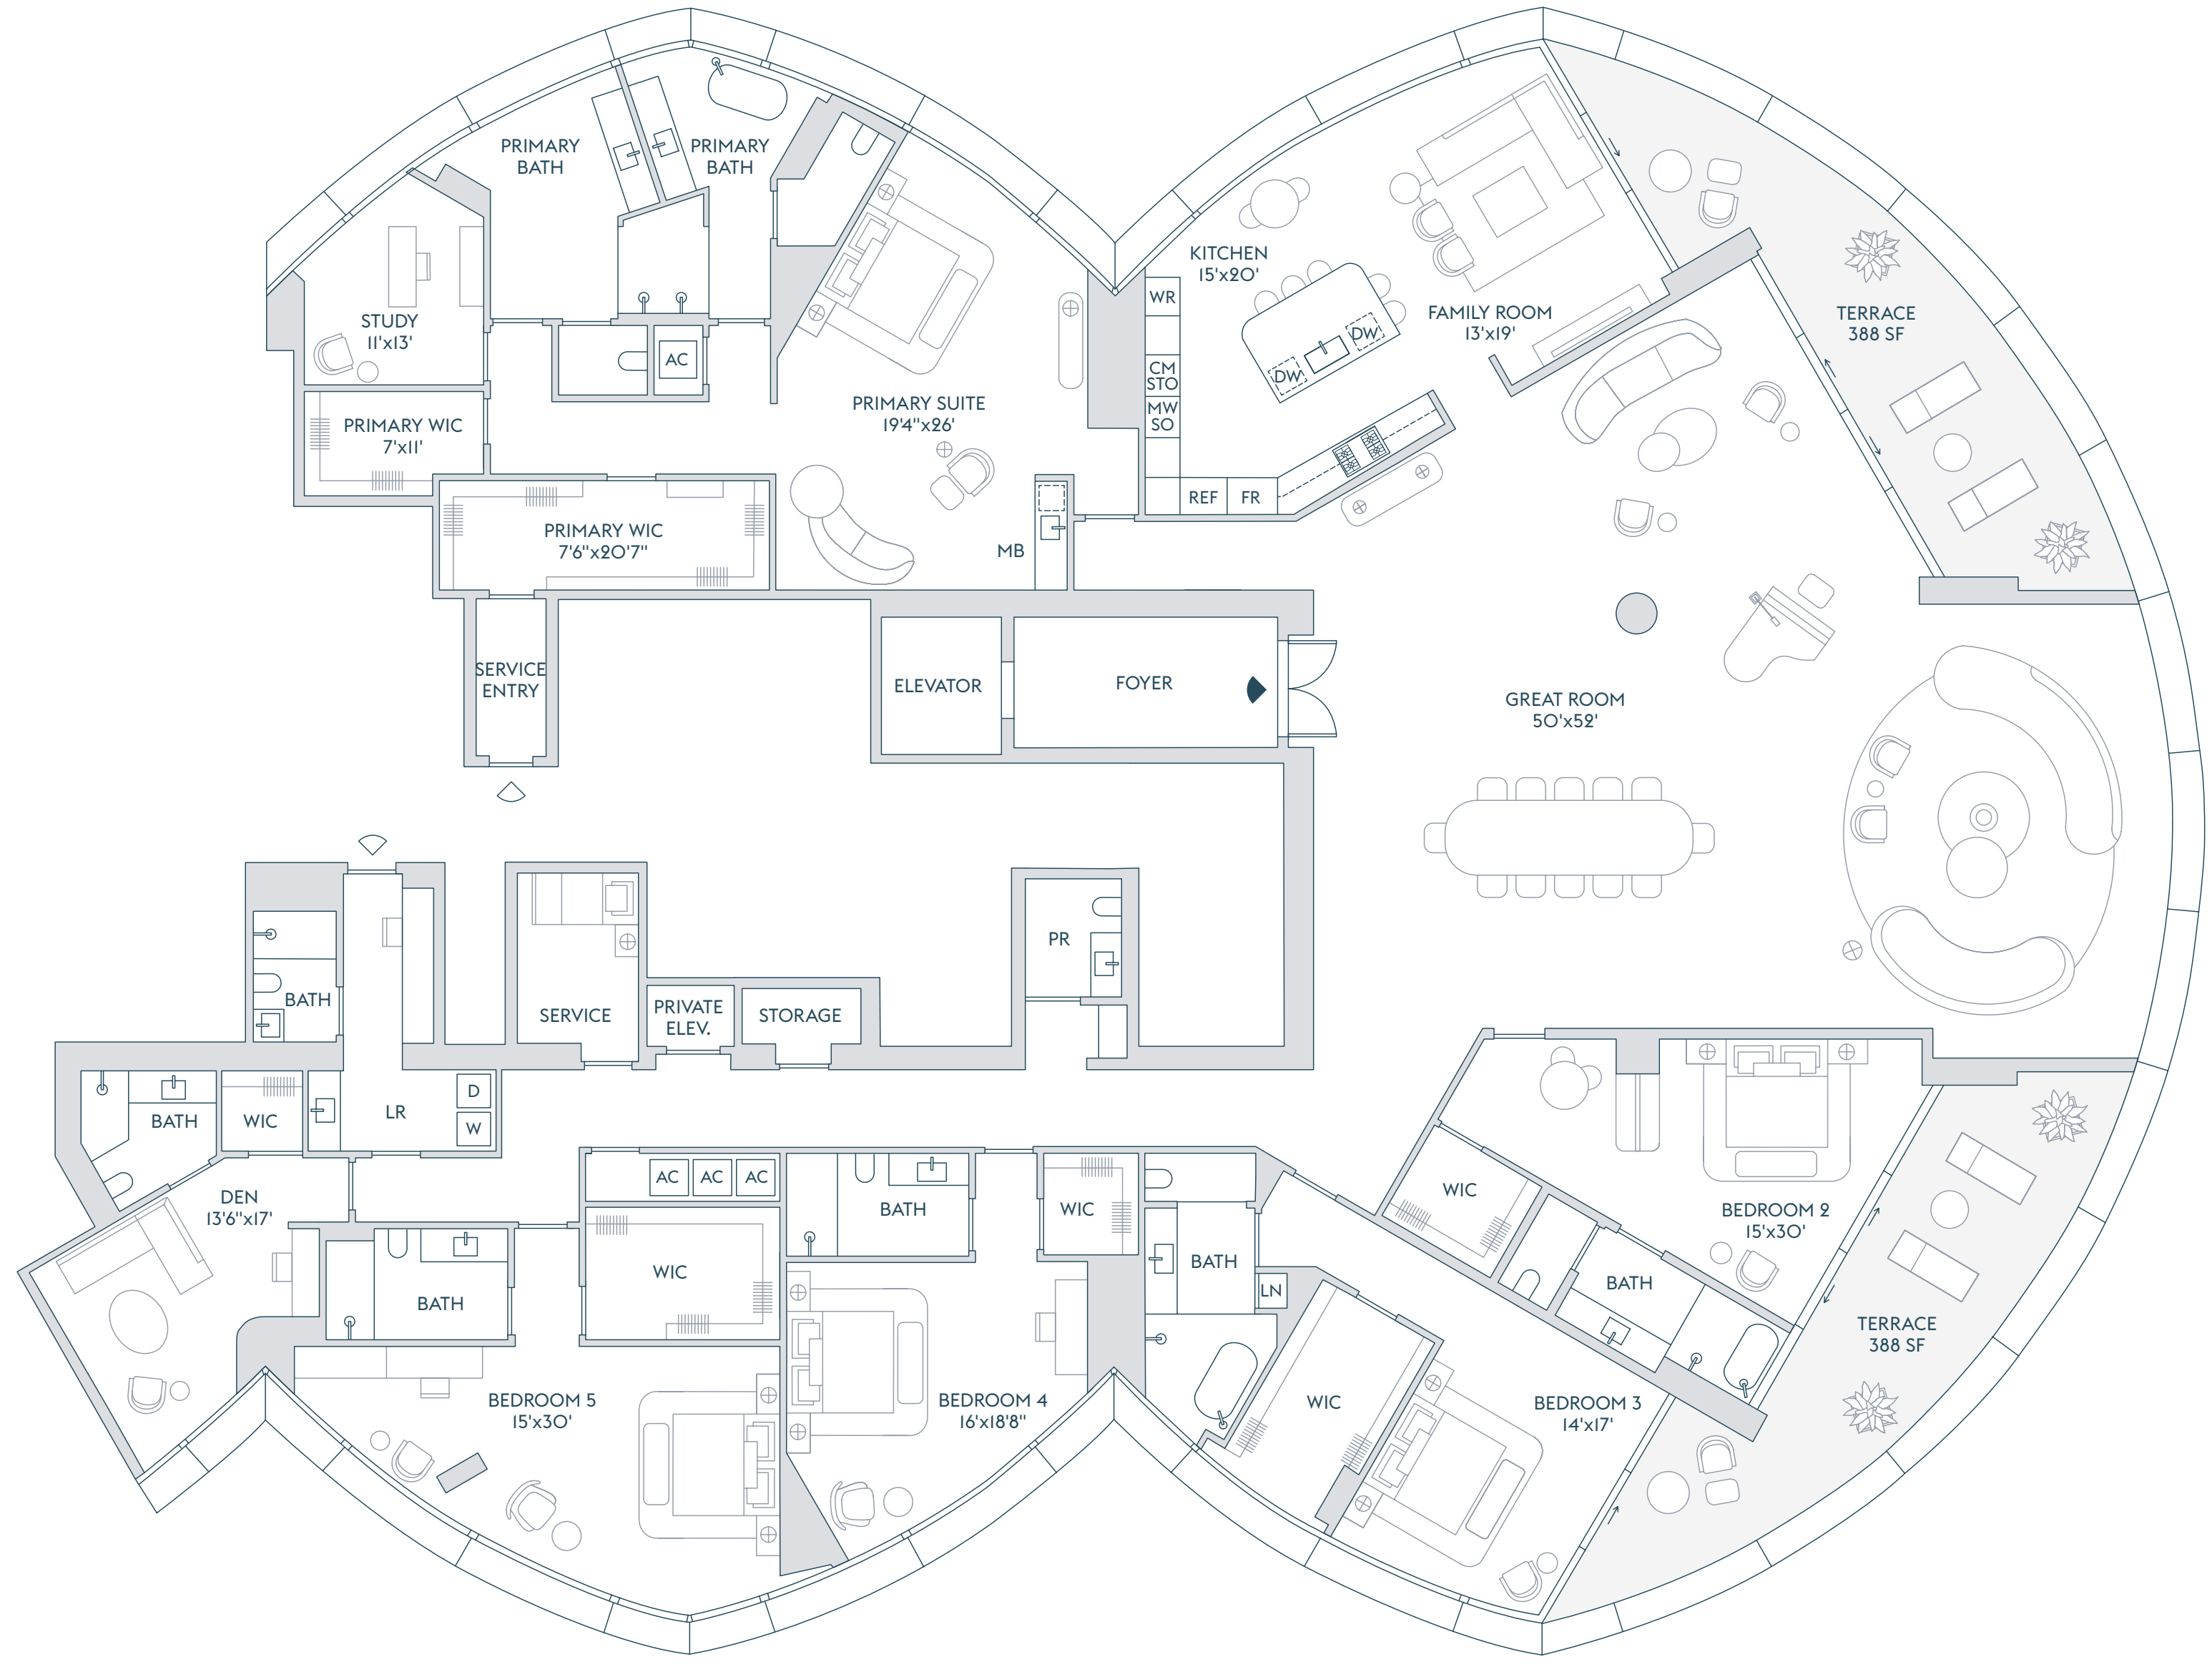 PRIMARY
BATH
PRIMARY
BATH
STUDY
11'x13'
AC
PRIMARY WIC
7'x11'
PRIMARY SUITE
19'4"x26'
PRIMARY WIC
7'6"x20'7"
MB
KITCHEN
15'x20'
WR
CM
STO
MW
SO
REF
FR
DW
DW
FAMILY ROOM
13'x19'
TERRACE
388 SF
SERVICE
ENTRY
ELEVATOR
FOYER
GREAT ROOM
50'x52'
BATH
SERVICE
PRIVATE
ELEV.
STORAGE
PR
BATH
WIC
LR
D
W
DEN
13'6"x17'
AC
AC
AC
BATH
WIC
BATH
WIC
BATH
LN
WIC
BEDROOM 5
15'x30'
BEDROOM 4
16'x18'8"
WIC
BEDROOM 3
14'x17'
WIC
BATH
BEDROOM 2
15'x30'
TERRACE
388 SF